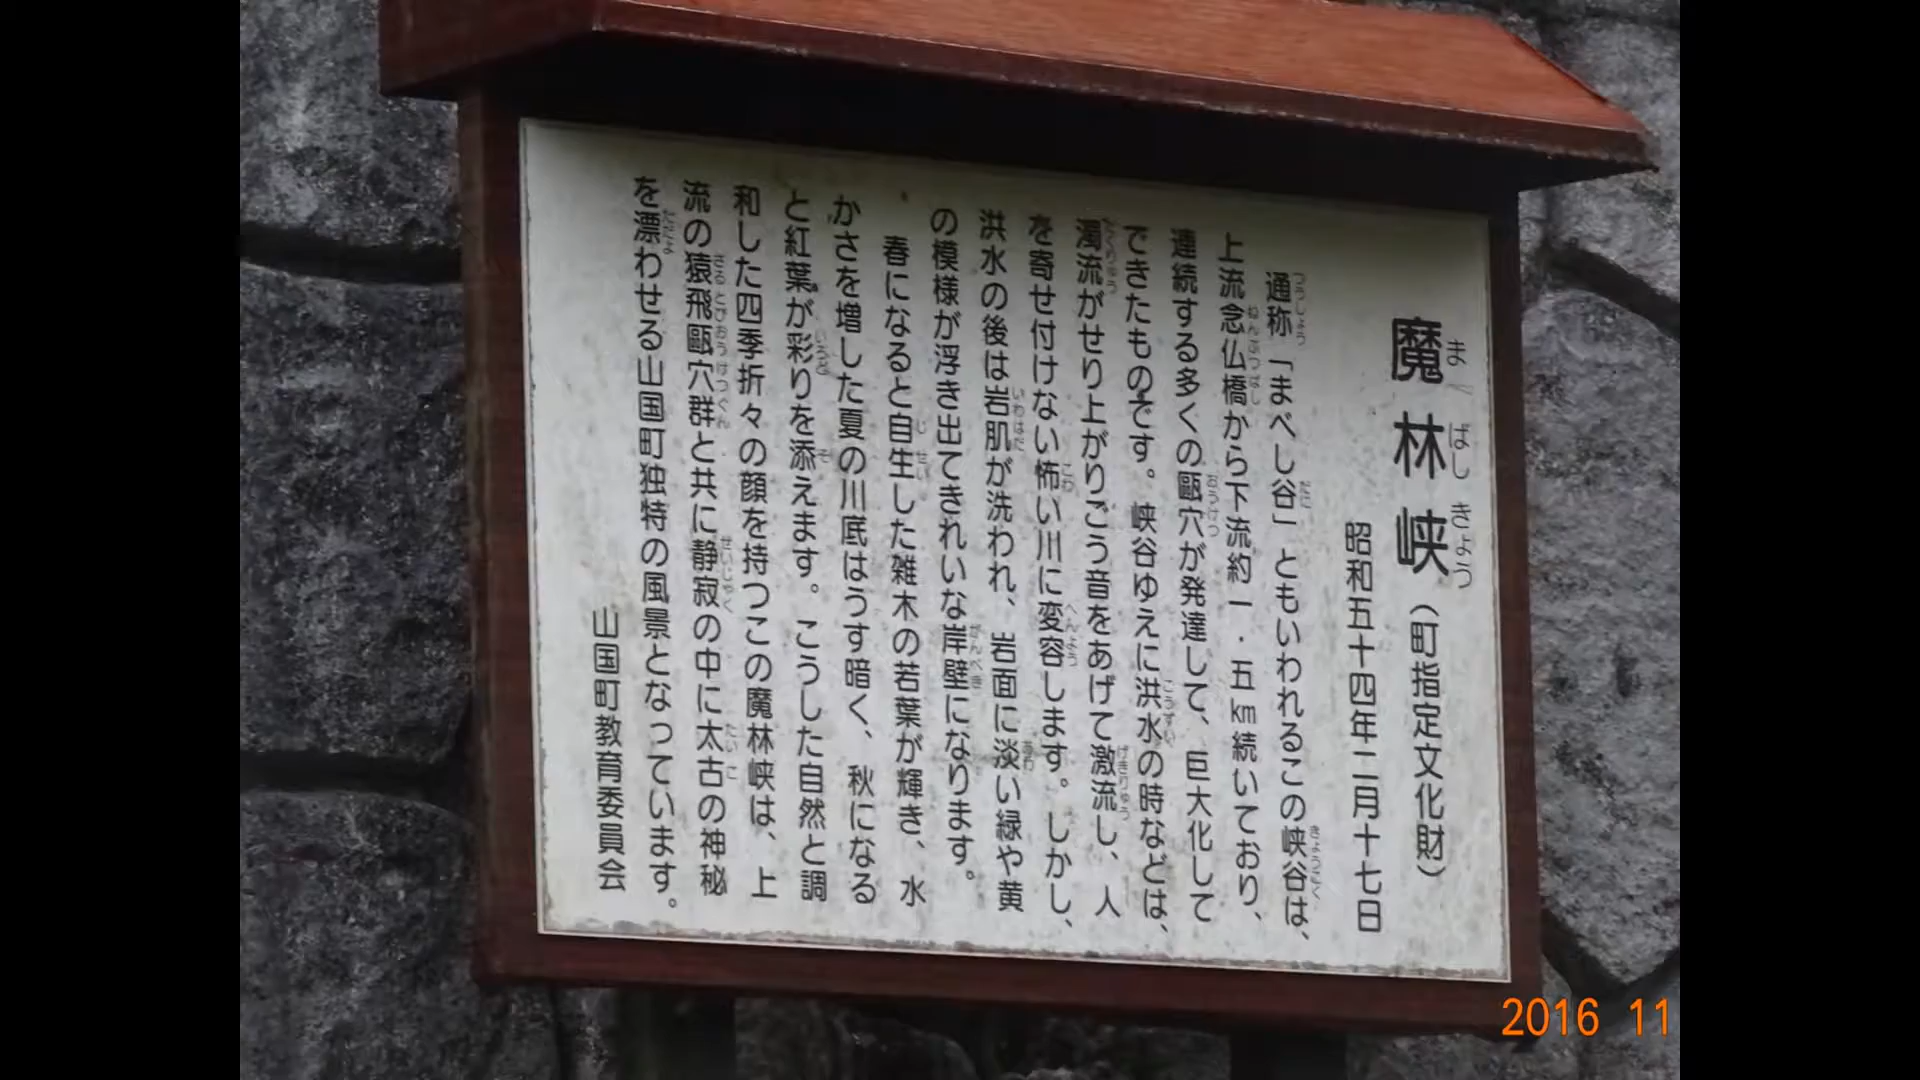 魔林峡（町指定文化財）
昭和五十四年二月十七日
通称「まべし谷」ともいわれるこの峡谷は、
上流念仏橋から下流約一・五km続いており、
連続する多くの甌穴が発達して、巨大化して
できたものです。峡谷ゆえに洪水の時などは、
濁流がせり上がりごう音をあげて激流し、人
を寄せ付けない怖い川に変容します。しかし、
洪水の後は岩肌が洗われ、岩面に淡い緑や黄
の模様が浮き出てきれいな岸壁になります。
春になると自生した雑木の若葉が輝き、水
かさを増した夏の川底はうす暗く、秋になる
と紅葉が彩りを添えます。こうした自然と調
和した四季折々の顔を持つこの魔林峡は、上
流の猿飛甌穴群と共に静寂の中に太古の神秘
を漂わせる山国町独特の風景となっています。
山国町教育委員会
2016 11